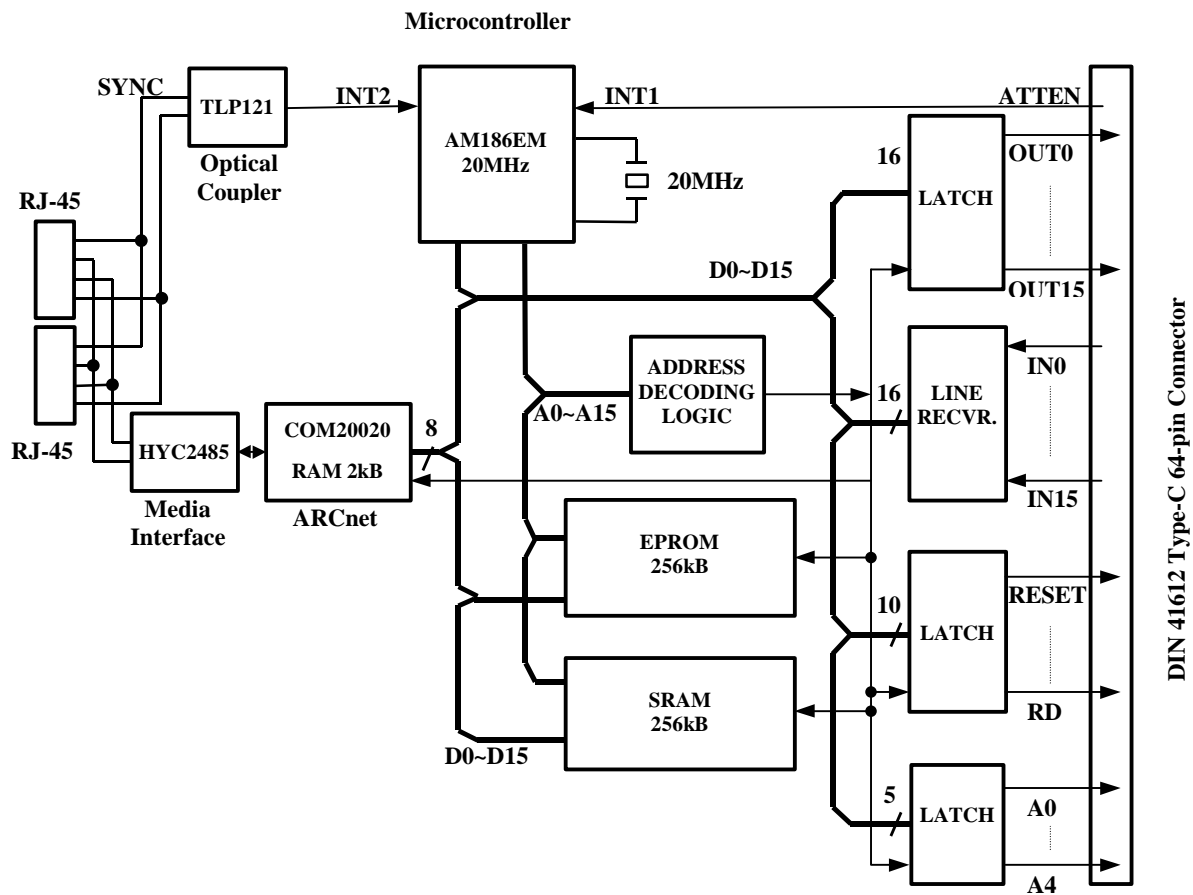 Microcontroller
SYNC
TLP121
INT2
INT1
ATTEN
Optical
Coupler
AM186EM
20MHz
20MHz
16
LATCH
OUT0
OUT15
RJ-45
RJ-45
D0~D15
ADDRESS
DECODING
LOGIC
A0~A15
16
LINE
RECVR.
IN0
IN15
HYC2485
Media
Interface
COM20020
RAM 2kB
ARCnet
8
EPROM
256kB
10
LATCH
RESET
RD
SRAM
256kB
D0~D15
5
LATCH
A0
A4
DIN 41612 Type-C 64-pin Connector